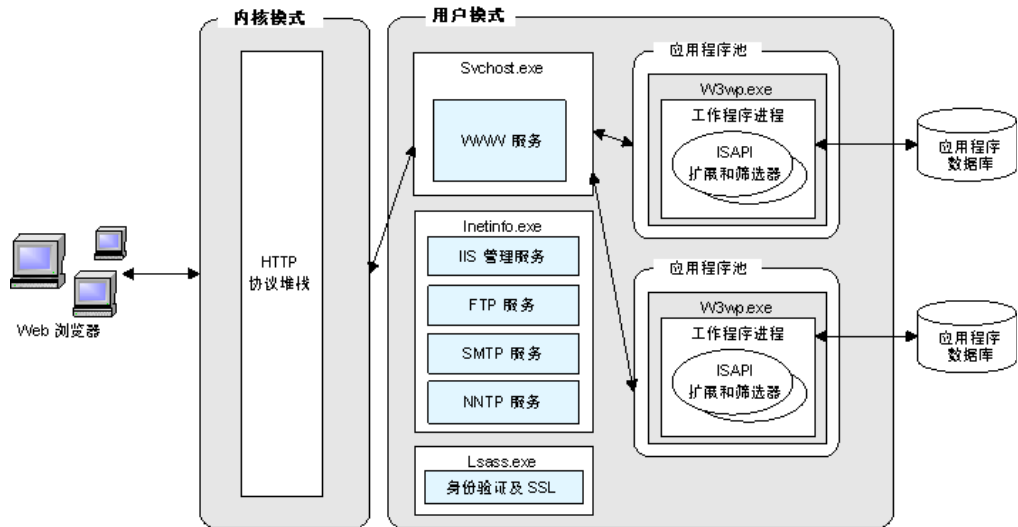 内核模式
用户模式
HTTP
协议堆栈
Web 浏览器
Svchost.exe
WWW 服务
Inetinfo.exe
IIS 管理服务
FTP 服务
SMTP 服务
NNTP 服务
Lsass.exe
身份验证及 SSL
应用程序池
W3wp.exe
工作程序进程
ISAPI
扩展和筛选器
应用程序
数据库
应用程序池
W3wp.exe
工作程序进程
ISAPI
扩展和筛选器
应用程序
数据库